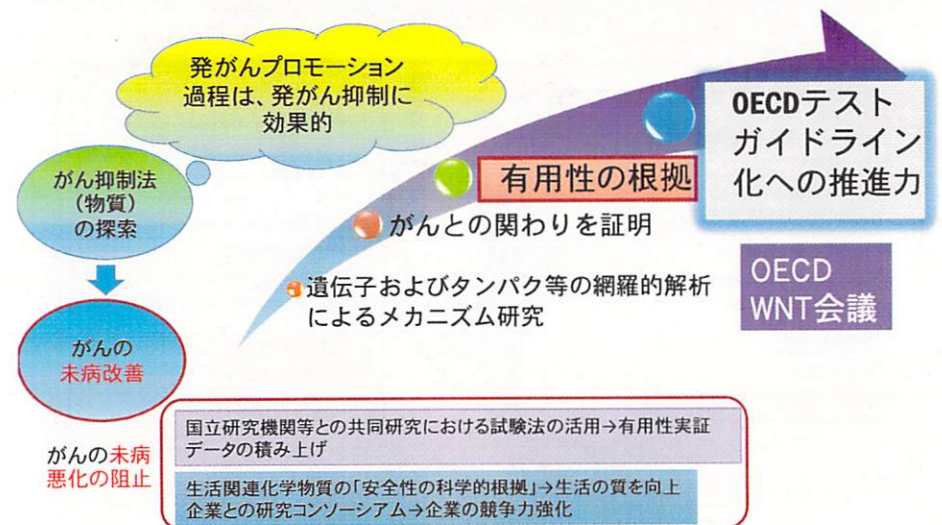 発がんプロモーション
過程は、発がん抑制に
効果的
がん抑制法
（物質）
の探索
がんの
未病改善
がんの未病
悪化の阻止
遺伝子およびタンパク等の網羅的解析
によるメカニズム研究
がんとの関わりを証明
有用性の根拠
OECDテスト
ガイドライン
化への推進力
OECD
WNT会議
国立研究機関等との共同研究における試験法の活用→有用性実証
データの積み上げ
生活関連化学物質の「安全性の科学的根拠」→生活の質を向上
企業との研究コンソーシアム→企業の競争力強化